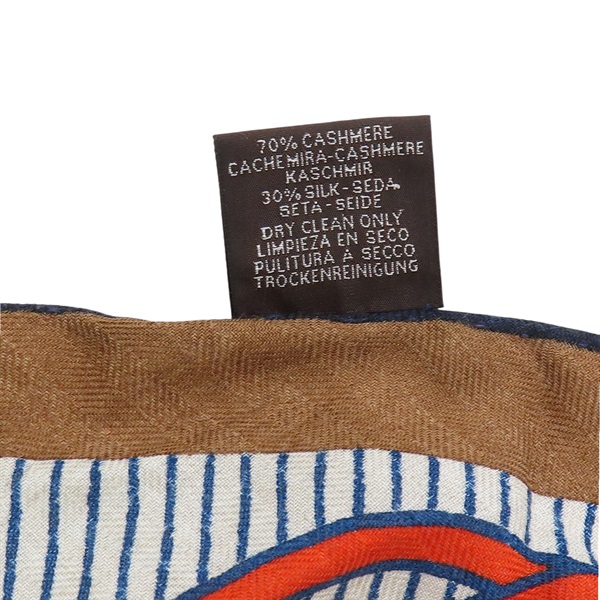 70% CASHMERE
CACHEMIRA-CASHMERE
KASCHMIR
30% SILK-SEDA
SETA-SEIDE
DRY CLEAN ONLY
LIMPIEZA EN SECO
PULITURA À SECCO
TROCKENREINIGUNG